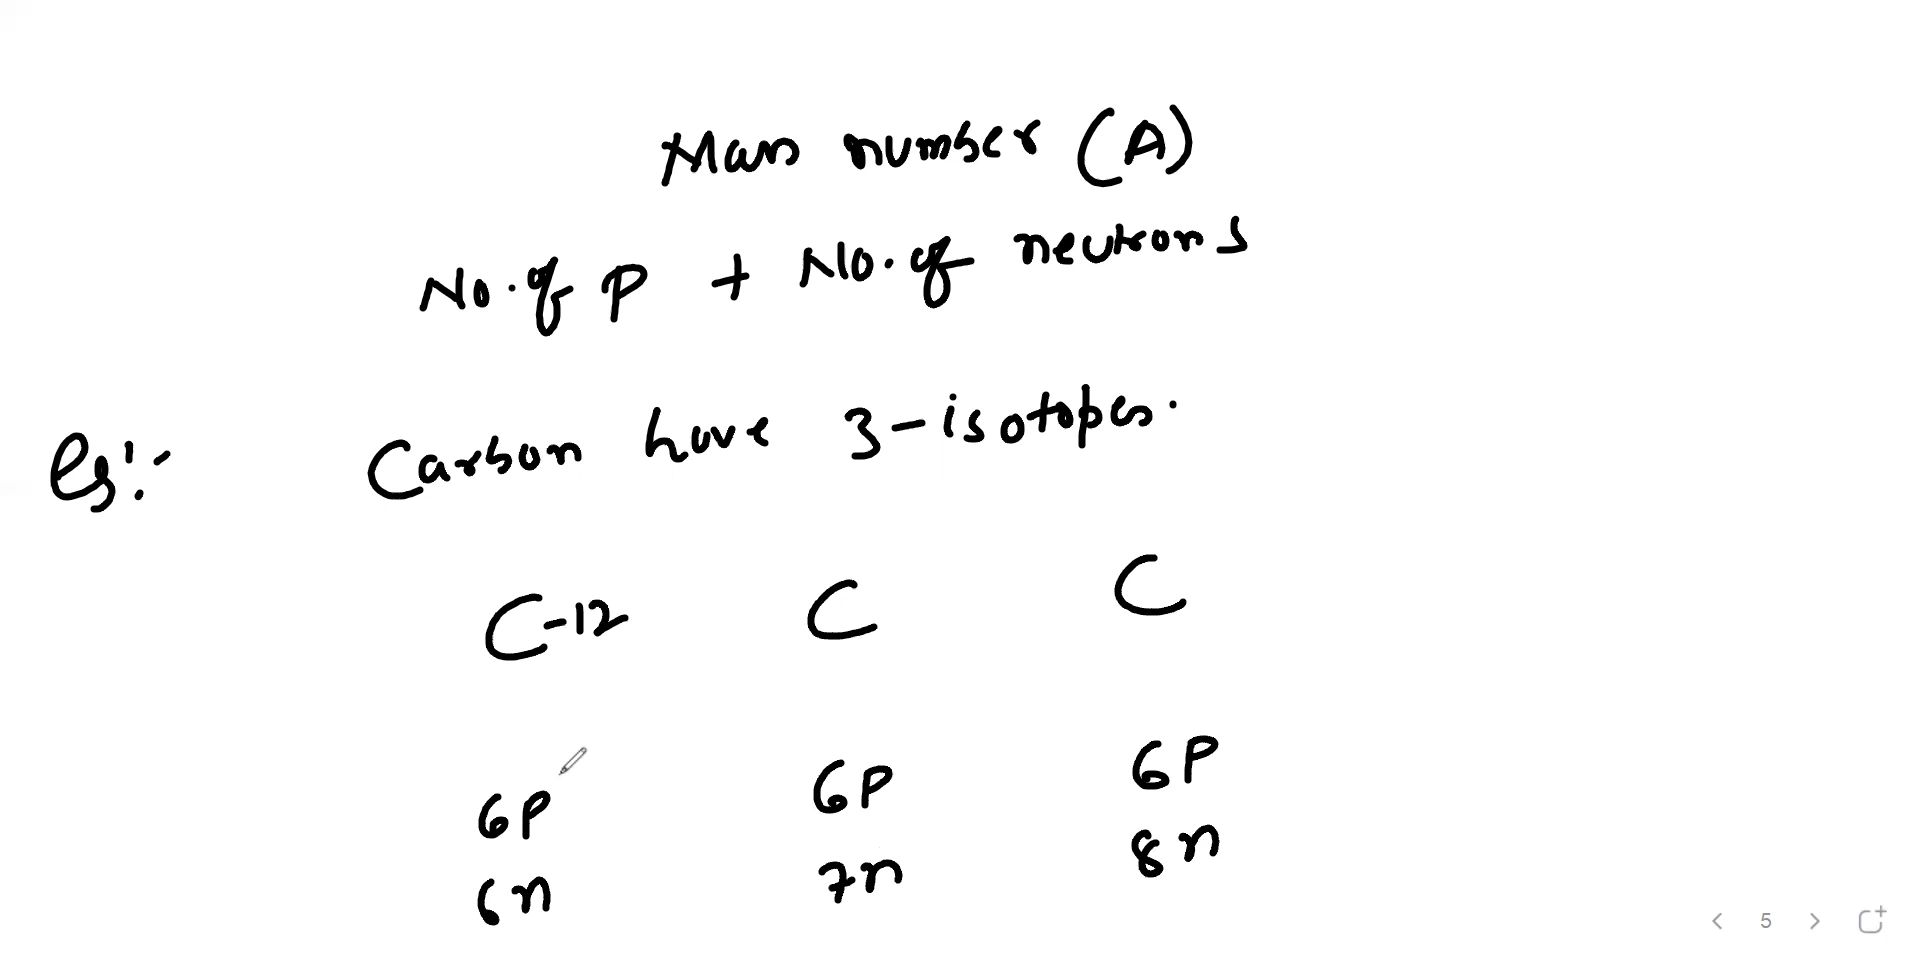 Mass number (A)
No. of P + No. of neutrons
eg:- Carbon have 3-isotopes.
C-12 C C
6P 6P 6P
6n 7n 8n
5